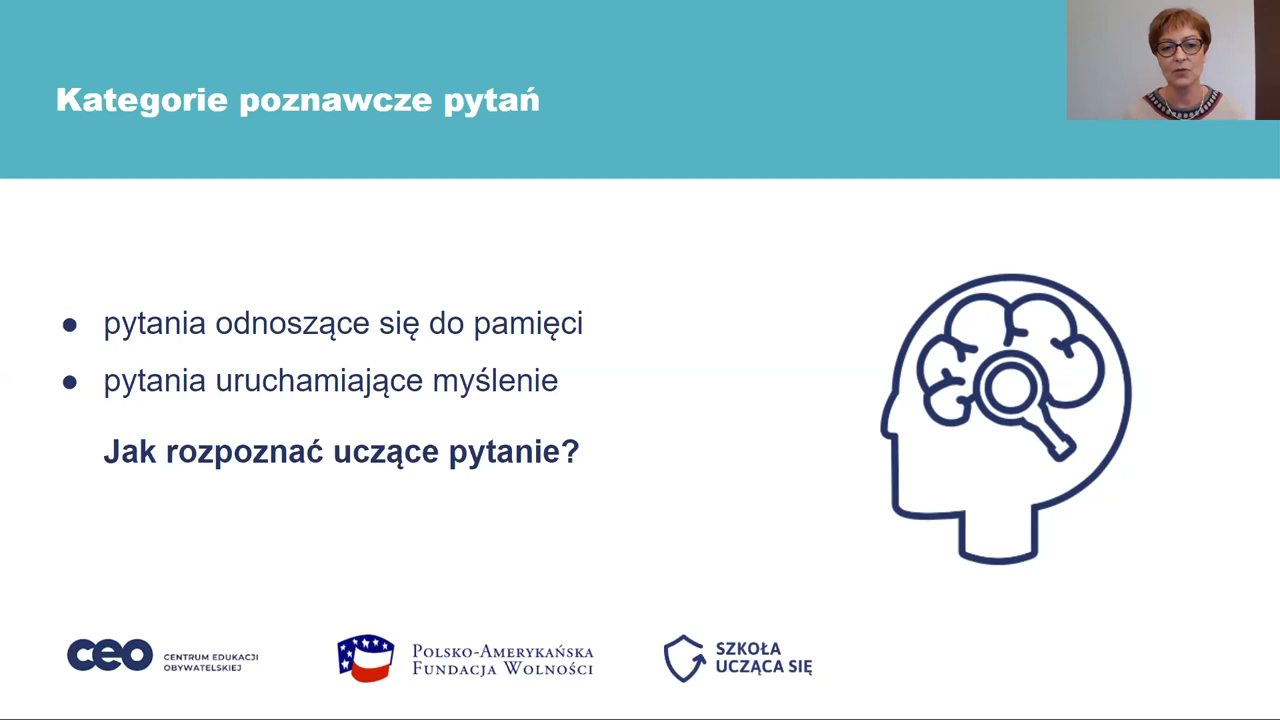 Kategorie poznawcze pytań
● pytania odnoszące się do pamięci
● pytania uruchamiające myślenie
Jak rozpoznać uczące pytanie?
ceo
CENTRUM EDUKACJI
OBYWATELSKIEJ
POLSKO-AMERYKAŃSKA
FUNDACJA WOLNOŚCI
SZKOŁA
UCZĄCA SIĘ